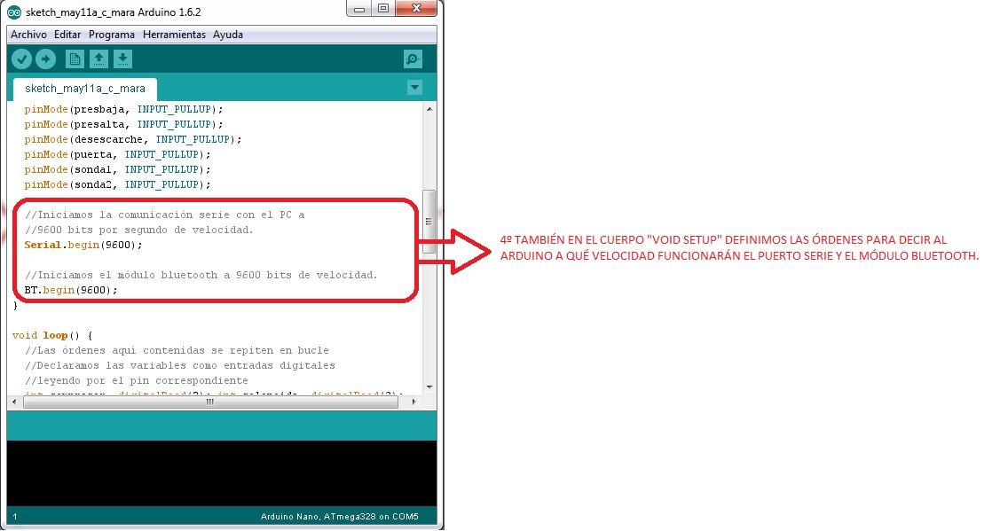 sketch_may11a_c_mara Arduino 1.6.2
Archivo Editar Programa Herramientas Ayuda
sketch_may11a_c_mara
pinMode(presbaja, INPUT_PULLUP);
pinMode(presalta, INPUT_PULLUP);
pinMode(desescarche, INPUT_PULLUP);
pinMode(puerta, INPUT_PULLUP);
pinMode(sonda1, INPUT_PULLUP);
pinMode(sonda2, INPUT_PULLUP);
//Iniciamos la comunicación serie con el PC a
//9600 bits por segundo de velocidad.
Serial.begin(9600);
//Iniciamos el módulo bluetooth a 9600 bits de velocidad.
BT.begin(9600);
}
void loop() {
//Las órdenes aquí contenidas se repiten en bucle
//Declaramos las variables como entradas digitales
//leyendo por el pin correspondiente
4º TAMBIÉN EN EL CUERPO "VOID SETUP" DEFINIMOS LAS ÓRDENES PARA DECIR AL
ARDUINO A QUÉ VELOCIDAD FUNCIONARÁN EL PUERTO SERIE Y EL MÓDULO BLUETOOTH.
1
Arduino Nano, ATmega328 on COM5